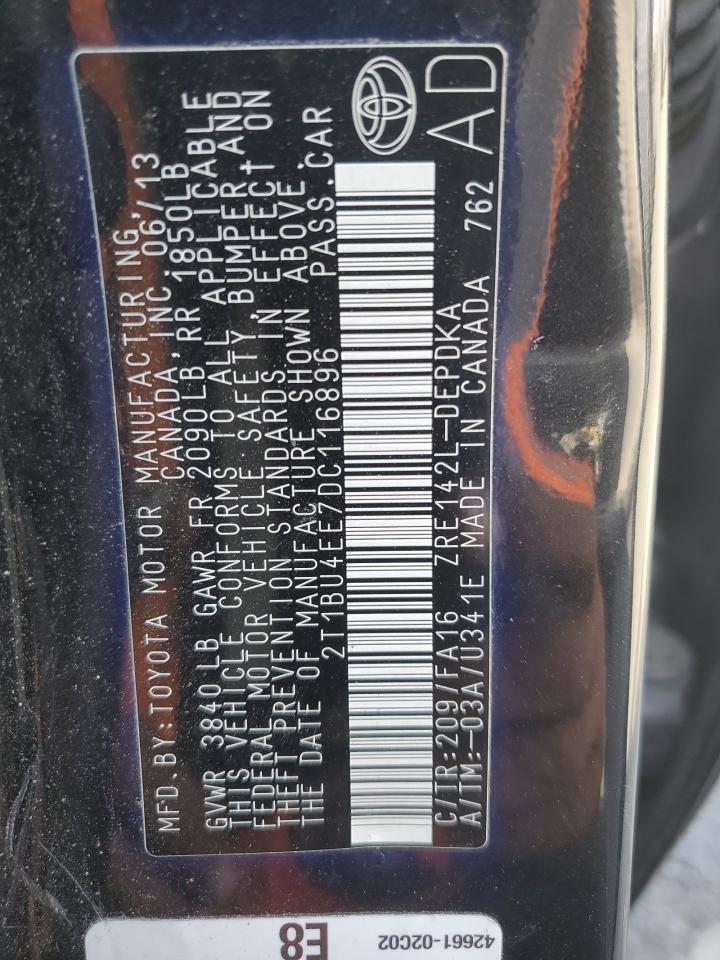 MFD.BY:TOYOTA MOTOR MANUFACTURING,
CANADA, INC 06/13
GVWR 3840LB GAWR FR 2090LB RR 1850LB
THIS VEHICLE CONFORMS TO ALL APPLICABLE
FEDERAL MOTOR VEHICLE SAFETY, BUMPER AND
THEFT PREVENTION STANDARDS IN EFFECT ON
THE DATE OF MANUFACTURE SHOWN ABOVE.
2T1BU4EE7DC116896 PASS.CAR
C/TR:209/FA16 ZRE142L-DEPDKA
A/TM:-03A/U341E MADE IN CANADA 762
AD
E8
42661-02C02